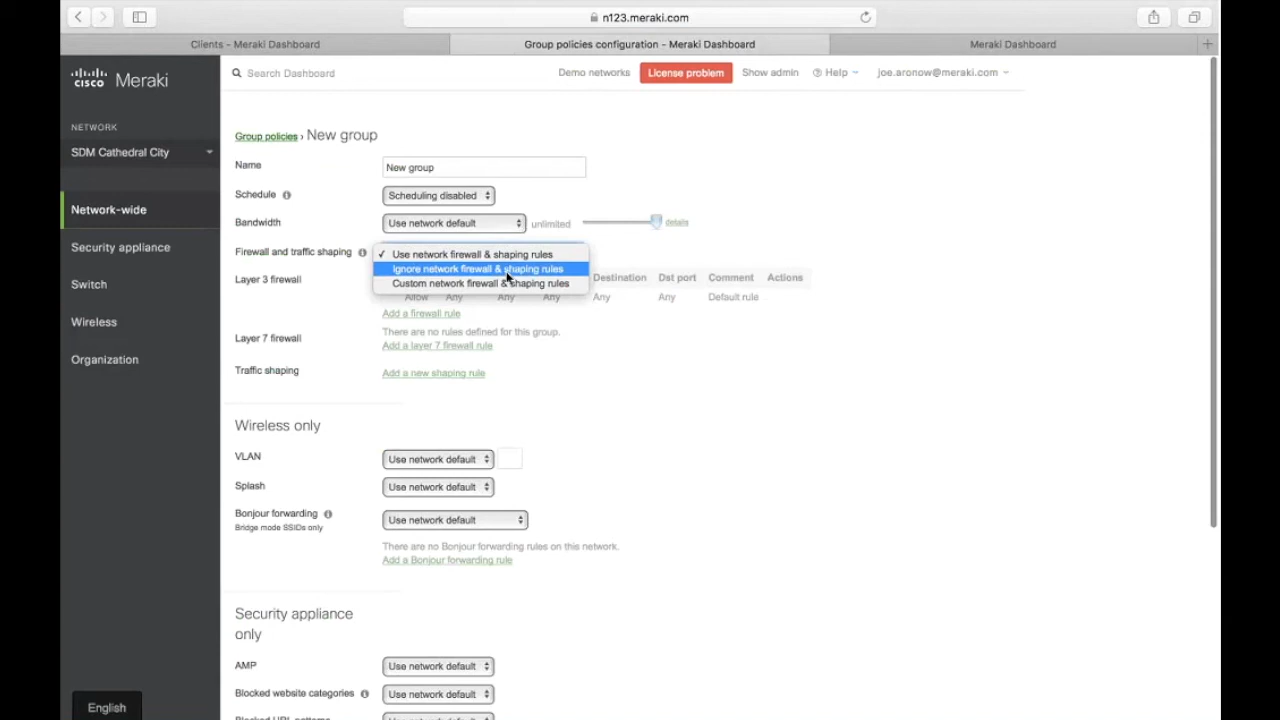 n123.meraki.com
Clients - Meraki Dashboard
Group policies configuration - Meraki Dashboard
Meraki Dashboard
CISCO Meraki
Search Dashboard
Demo networks
License problem
Show admin
Help
joe.aronow@meraki.com
NETWORK
SDM Cathedral City
Network-wide
Security appliance
Switch
Wireless
Organization
English
Group policies › New group
Name
New group
Schedule
Scheduling disabled
Bandwidth
Use network default
unlimited
details
Firewall and traffic shaping
✓ Use network firewall & shaping rules
Ignore network firewall & shaping rules
Custom network firewall & shaping rules
Layer 3 firewall
Destination Dst port Comment Actions
Allow Any Any Any Any Any Default rule
Add a firewall rule
Layer 7 firewall
There are no rules defined for this group.
Add a layer 7 firewall rule
Traffic shaping
Add a new shaping rule
Wireless only
VLAN
Use network default
Splash
Use network default
Bonjour forwarding
Bridge mode SSIDs only
Use network default
There are no Bonjour forwarding rules on this network.
Add a Bonjour forwarding rule
Security appliance
only
AMP
Use network default
Blocked website categories
Use network default
Blocked URL patterns